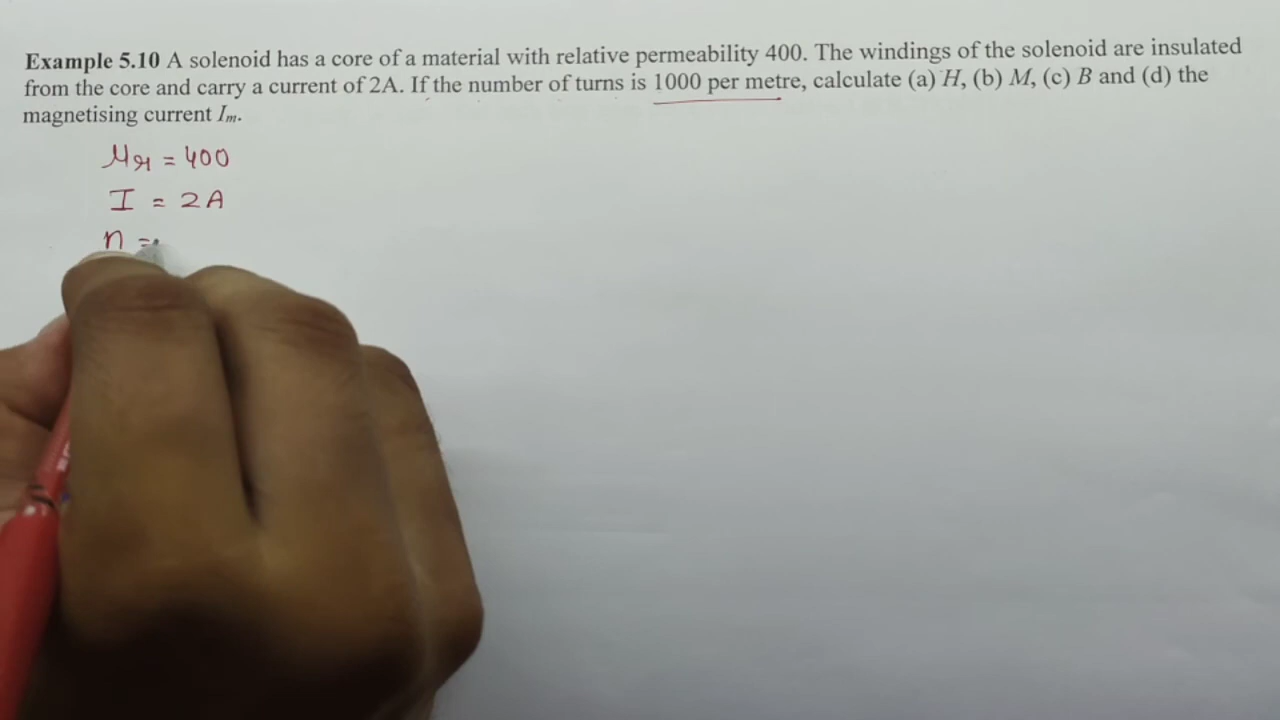 Example 5.10 A solenoid has a core of a material with relative permeability 400. The windings of the solenoid are insulated
from the core and carry a current of 2A. If the number of turns is 1000 per metre, calculate (a) H, (b) M, (c) B and (d) the
magnetising current Iₘ.
μr = 400
I = 2A
n =